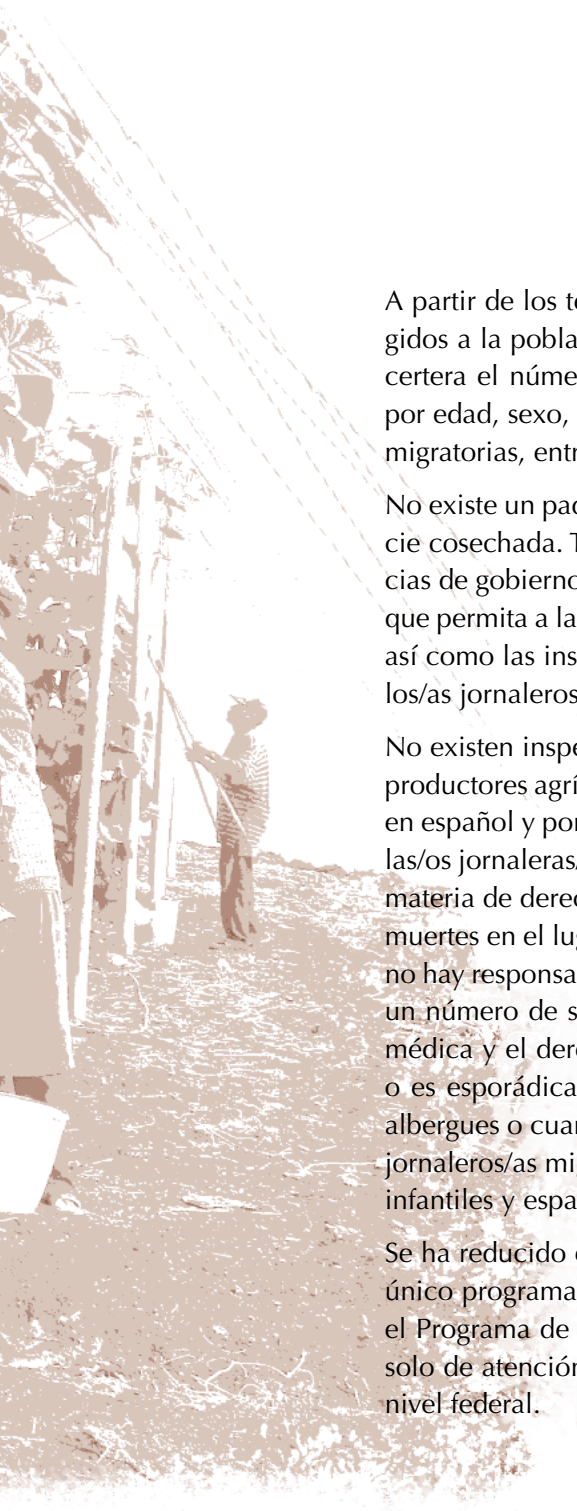 A partir de los te
gidos a la pobla
certera el núme
por edad, sexo,
migratorias, entr
No existe un pad
cie cosechada. T
cias de gobierno
que permita a la
así como las ins
los/as jornaleros
No existen inspe
productores agrí
en español y por
las/os jornaleras/
materia de derec
muertes en el lug
no hay responsa
un número de s
médica y el dere
o es esporádica
albergues o cuar
jornaleros/as mig
infantiles y espa
Se ha reducido e
único programa
el Programa de
solo de atención
nivel federal.